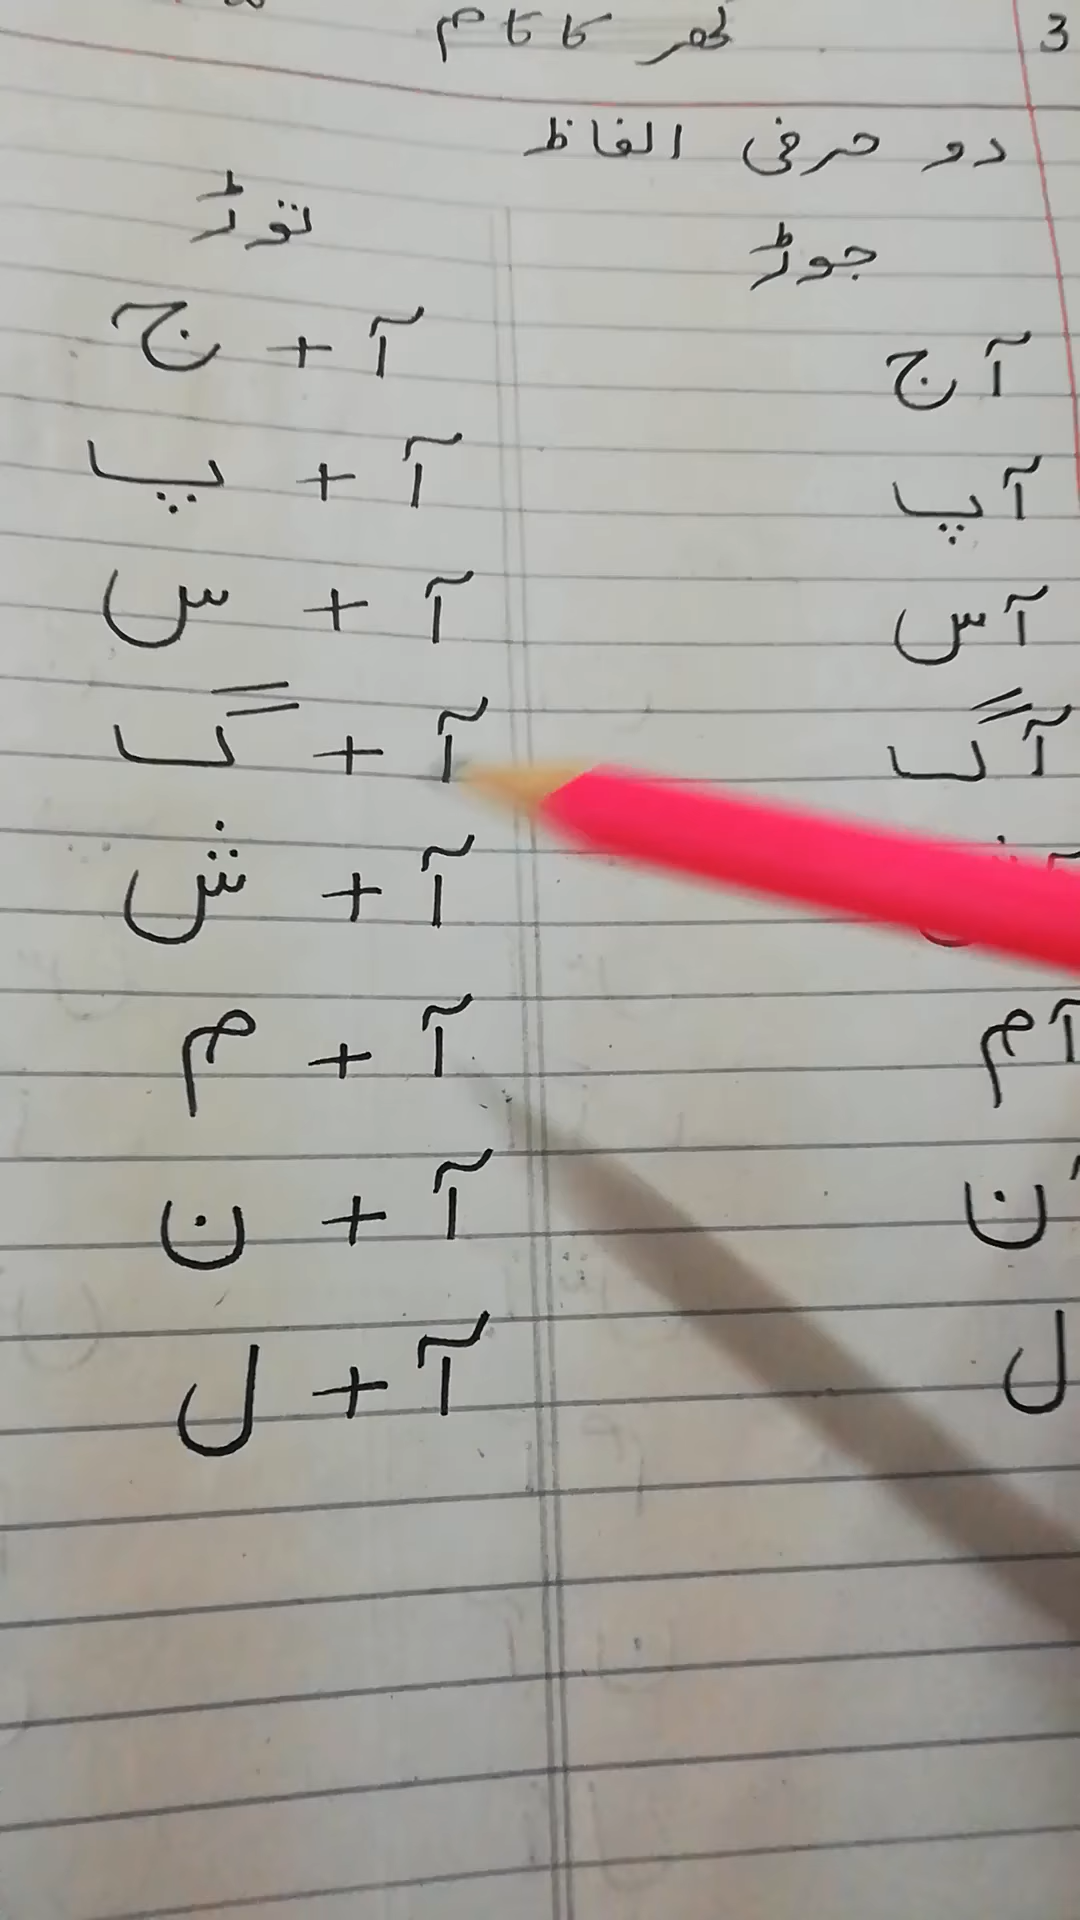 3 گھر کا کام
دو حرفی الفاظ
جوڑ توڑ
آج آ + ج
آپ آ + پ
آس آ + س
آگ آ + گ
آ + ش
آم آ + م
ن آ + ن
ل آ + ل